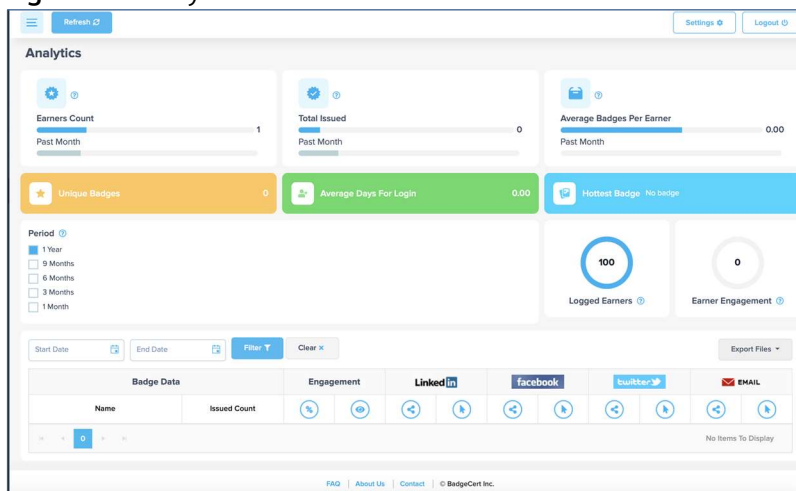 Refresh
Settings
Logout
Analytics
Earners Count
1
Past Month
Total Issued
0
Past Month
Average Badges Per Earner
0.00
Past Month
Unique Badges 0
Average Days For Login 0.00
Hottest Badge No badge
Period
1 Year
9 Months
6 Months
3 Months
1 Month
100
Logged Earners
0
Earner Engagement
Start Date
End Date
Filter
Clear ×
Export Files
Badge Data Engagement Linked in facebook twitter EMAIL
Name Issued Count
0
No Items To Display
FAQ | About Us | Contact | © BadgeCert Inc.